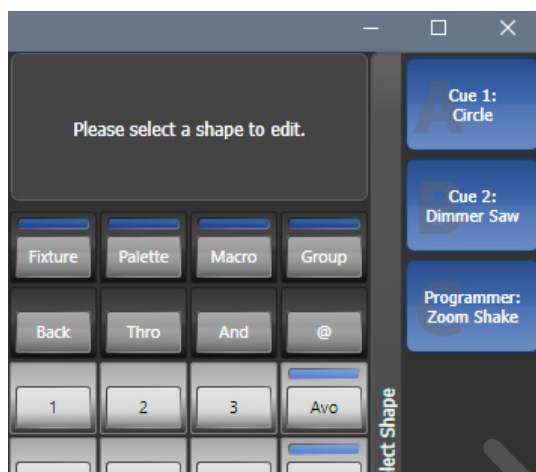 Please select a shape to edit.
A
Cue 1:
Circle
B
Cue 2:
Dimmer Saw
C
Programmer:
Zoom Shake
Fixture
Palette
Macro
Group
Back
Thro
And
@
1
2
3
Avo
lect Shape